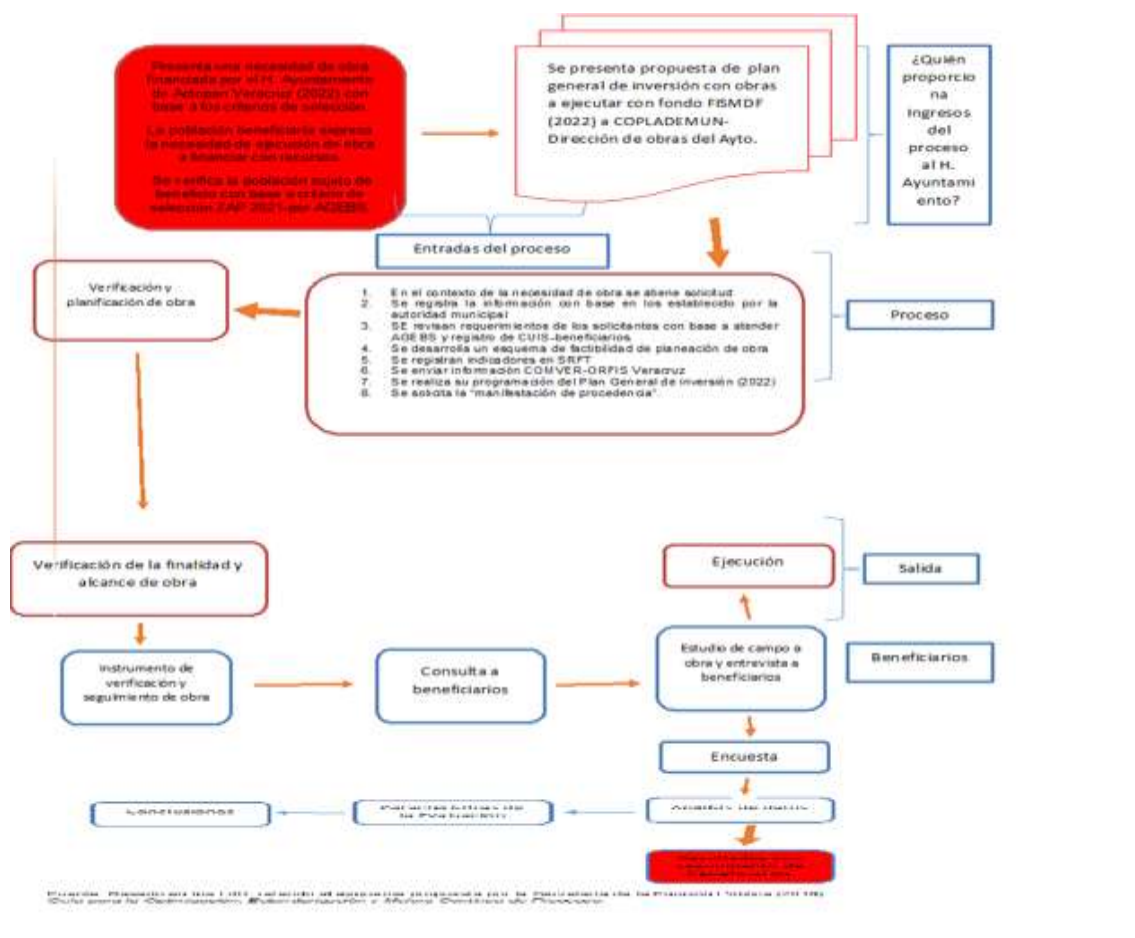 Presenta una necesidad de obra
financiada por el H. Ayuntamiento
de Actopan Veracruz (2022) con
base a los criterios de selección.
La población beneficiaria expresa
la necesidad de ejecución de obra
a financiar con recursos
Se verifica la población sujeto de
beneficio con base a criterio de
selección ZAP 2021-por AGEBS.
Se presenta propuesta de plan
general de inversión con obras
a ejecutar con fondo FISMDF
(2022) a COPLADEMUN-
Dirección de obras del Ayto.
¿Quién
proporcio
na
Ingresos
del
proceso
al H.
Ayuntami
ento?
Entradas del proceso
Verificación y
planificación de obra
1. En el contexto de la necesidad de obra se atiene solicitud
2. Se registra la información con base en los establecido por la
autoridad municipal
3. SE revisan requerimientos de los solicitantes con base a atender
AGEBS y registro de CUIS-beneficiarios.
4. Se desarrolla un esquema de factibilidad de planeación de obra
5. Se registran indicadores en SRFT
6. Se enviar información COMVER-ORFIS Veracruz
7. Se realiza su programación del Plan General de inversión (2022)
8. Se solicita la "manifestación de procedencia".
Proceso
Verificación de la finalidad y
alcance de obra
Ejecución
Salida
Instrumento de
verificación y
seguimiento de obra
Consulta a
beneficiarios
Estudio de campo a
obra y entrevista a
beneficiarios
Beneficiarios
Encuesta
Análisis de datos
la Evaluación
Conclusiones